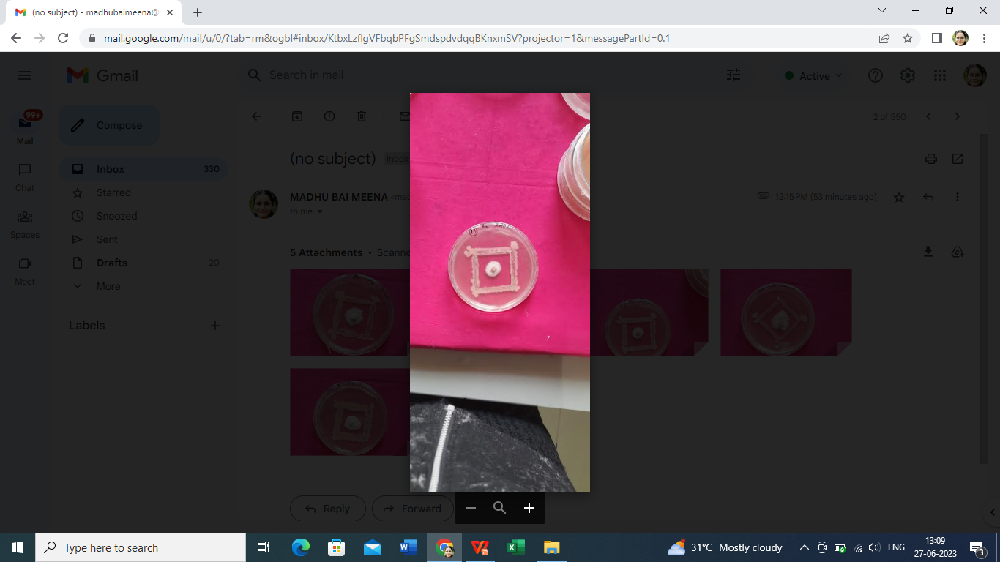 (no subject) - madhubaimeena@
mail.google.com/mail/u/0/?tab=rm&ogbl#inbox/KtbxLzflgVFbqbPFgSmdspdvdqqBKnxmSV?projector=1&messagePartId=0.1
Gmail
Search in mail
Active
99+
Mail
Compose
2 of 550
Chat
Inbox 330
(no subject)
Inbox
Starred
MADHU BAI MEENA
12:15 PM (53 minutes ago)
to me
Snoozed
Spaces
Sent
5 Attachments
Drafts 20
Meet
More
Labels
13
Reply
Forward
Type here to search
31°C Mostly cloudy
ENG
13:09
27-06-2023
3